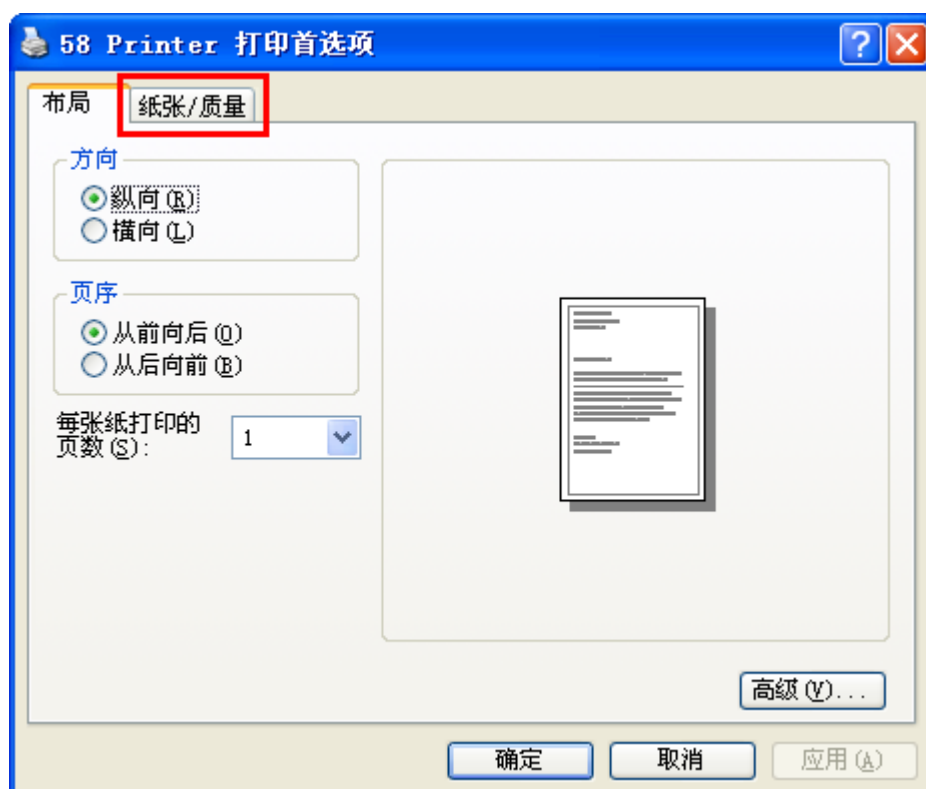 58 Printer 打印首选项
布局
纸张/质量
方向
纵向(R)
横向(L)
页序
从前向后(O)
从后向前(B)
每张纸打印的
页数(S):
1
高级(V)...
确定
取消
应用(A)